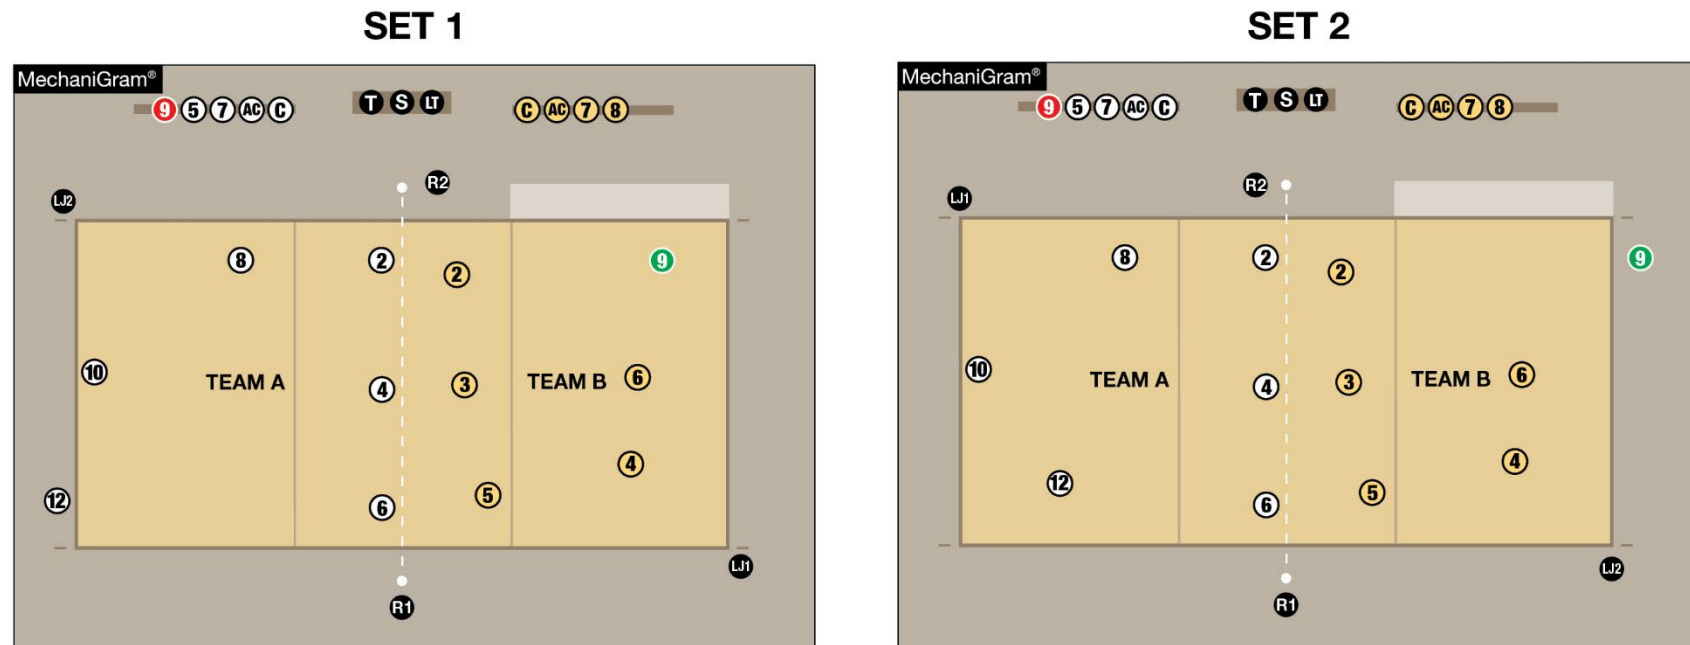 SET 1
MechaniGram®
9 5 7 AC C T S LT C AC 7 8
R2
LJ2
8 2 2 9
10 TEAM A 4 3 TEAM B 6
4
12 6 5
LJ1
R1
SET 2
MechaniGram®
9 5 7 AC C T S LT C AC 7 8
R2
LJ1
8 2 2 9
10 TEAM A 4 3 TEAM B 6
4
12 6 5
LJ2
R1